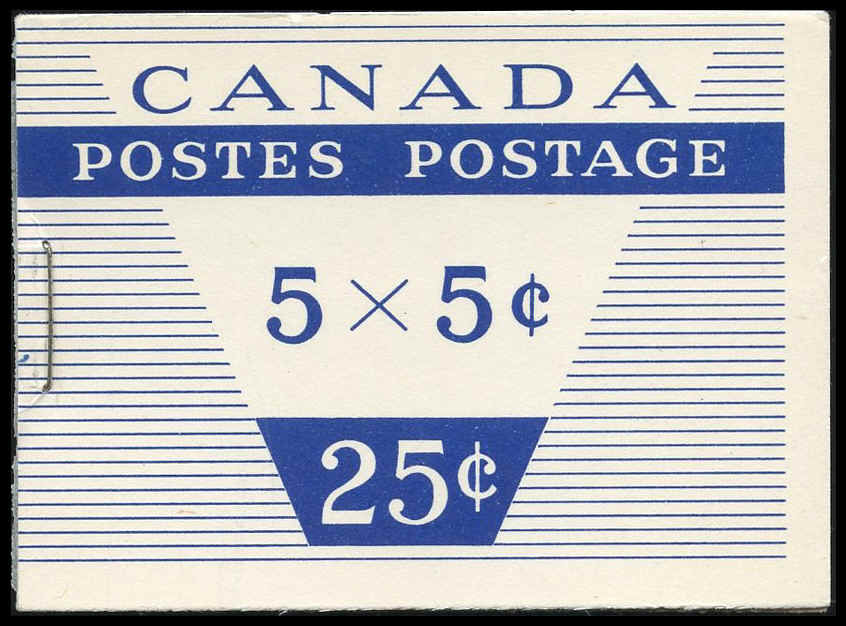 CANADA
POSTES POSTAGE
5 × 5¢
25¢